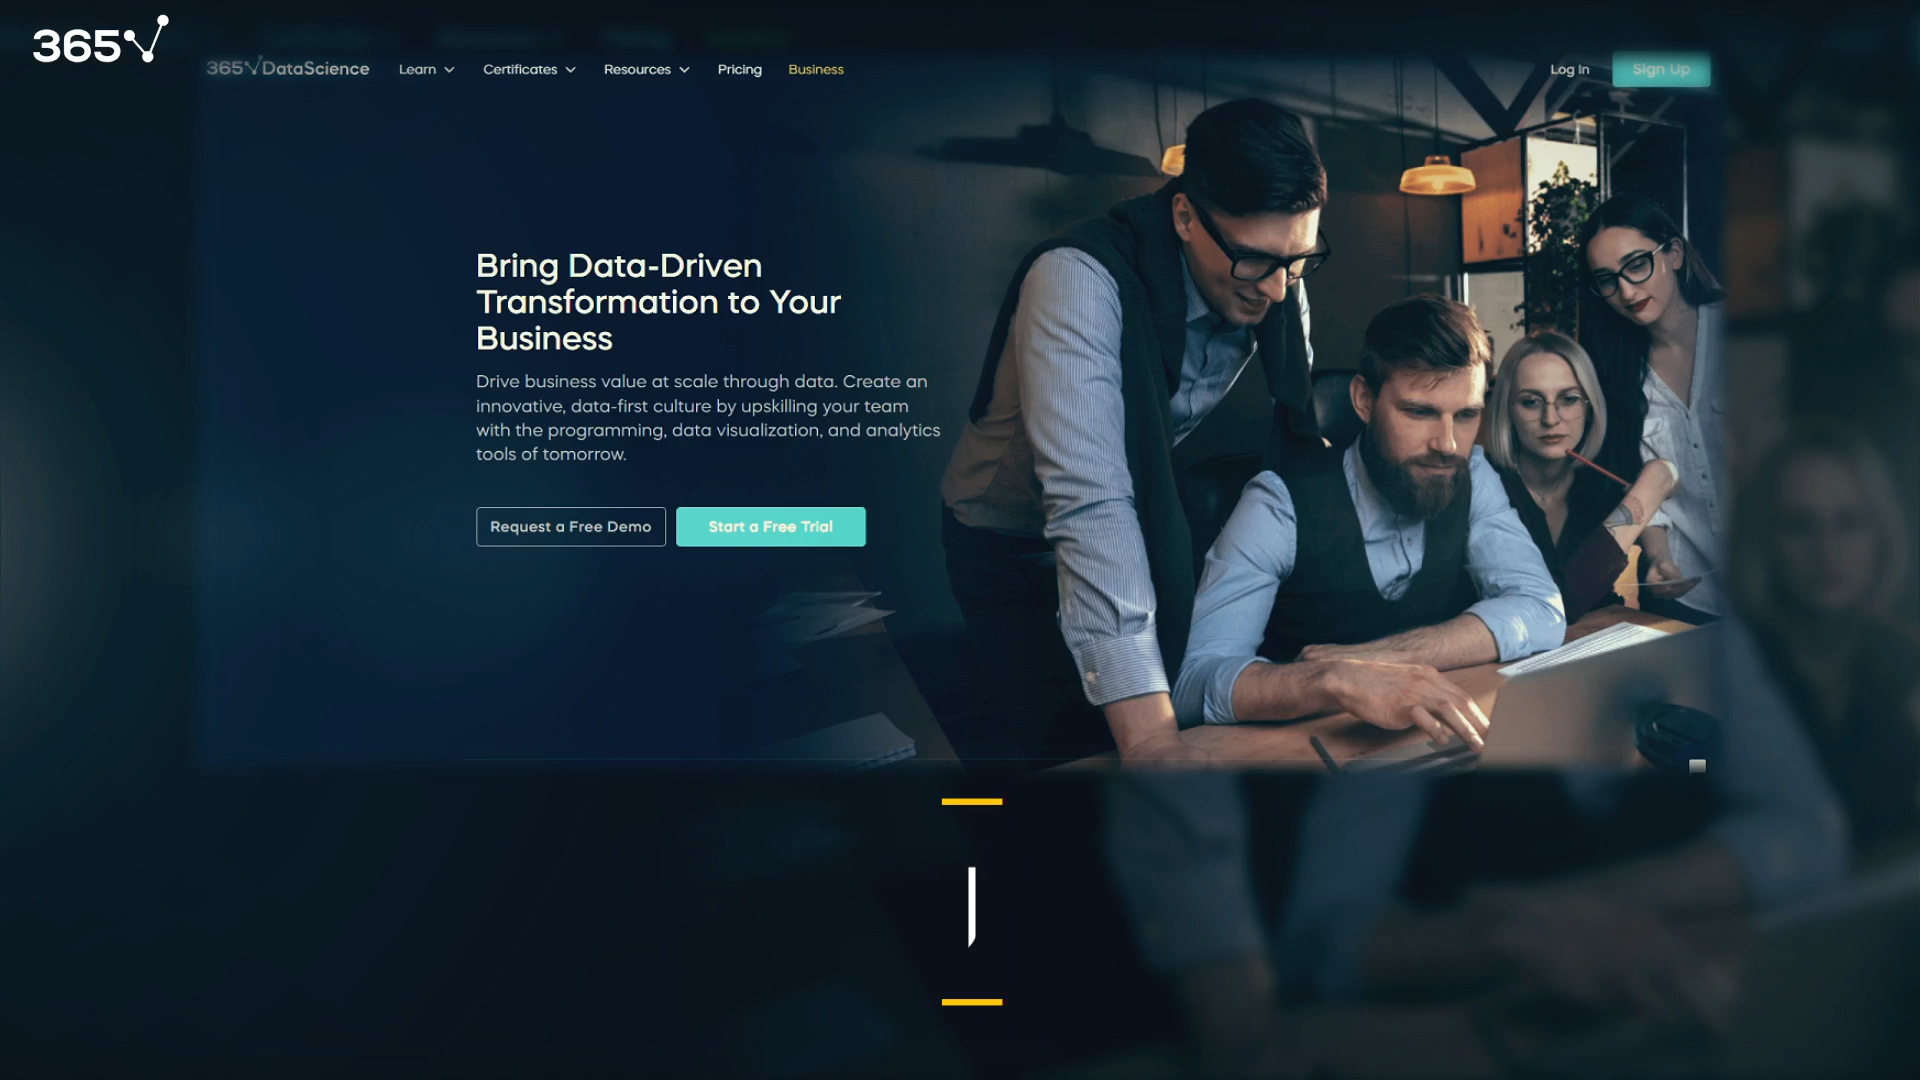 365
365 DataScience Learn Certificates Resources Pricing Business Log In Sign Up
Bring Data-Driven
Transformation to Your
Business
Drive business value at scale through data. Create an
innovative, data-first culture by upskilling your team
with the programming, data visualization, and analytics
tools of tomorrow.
Request a Free Demo Start a Free Trial